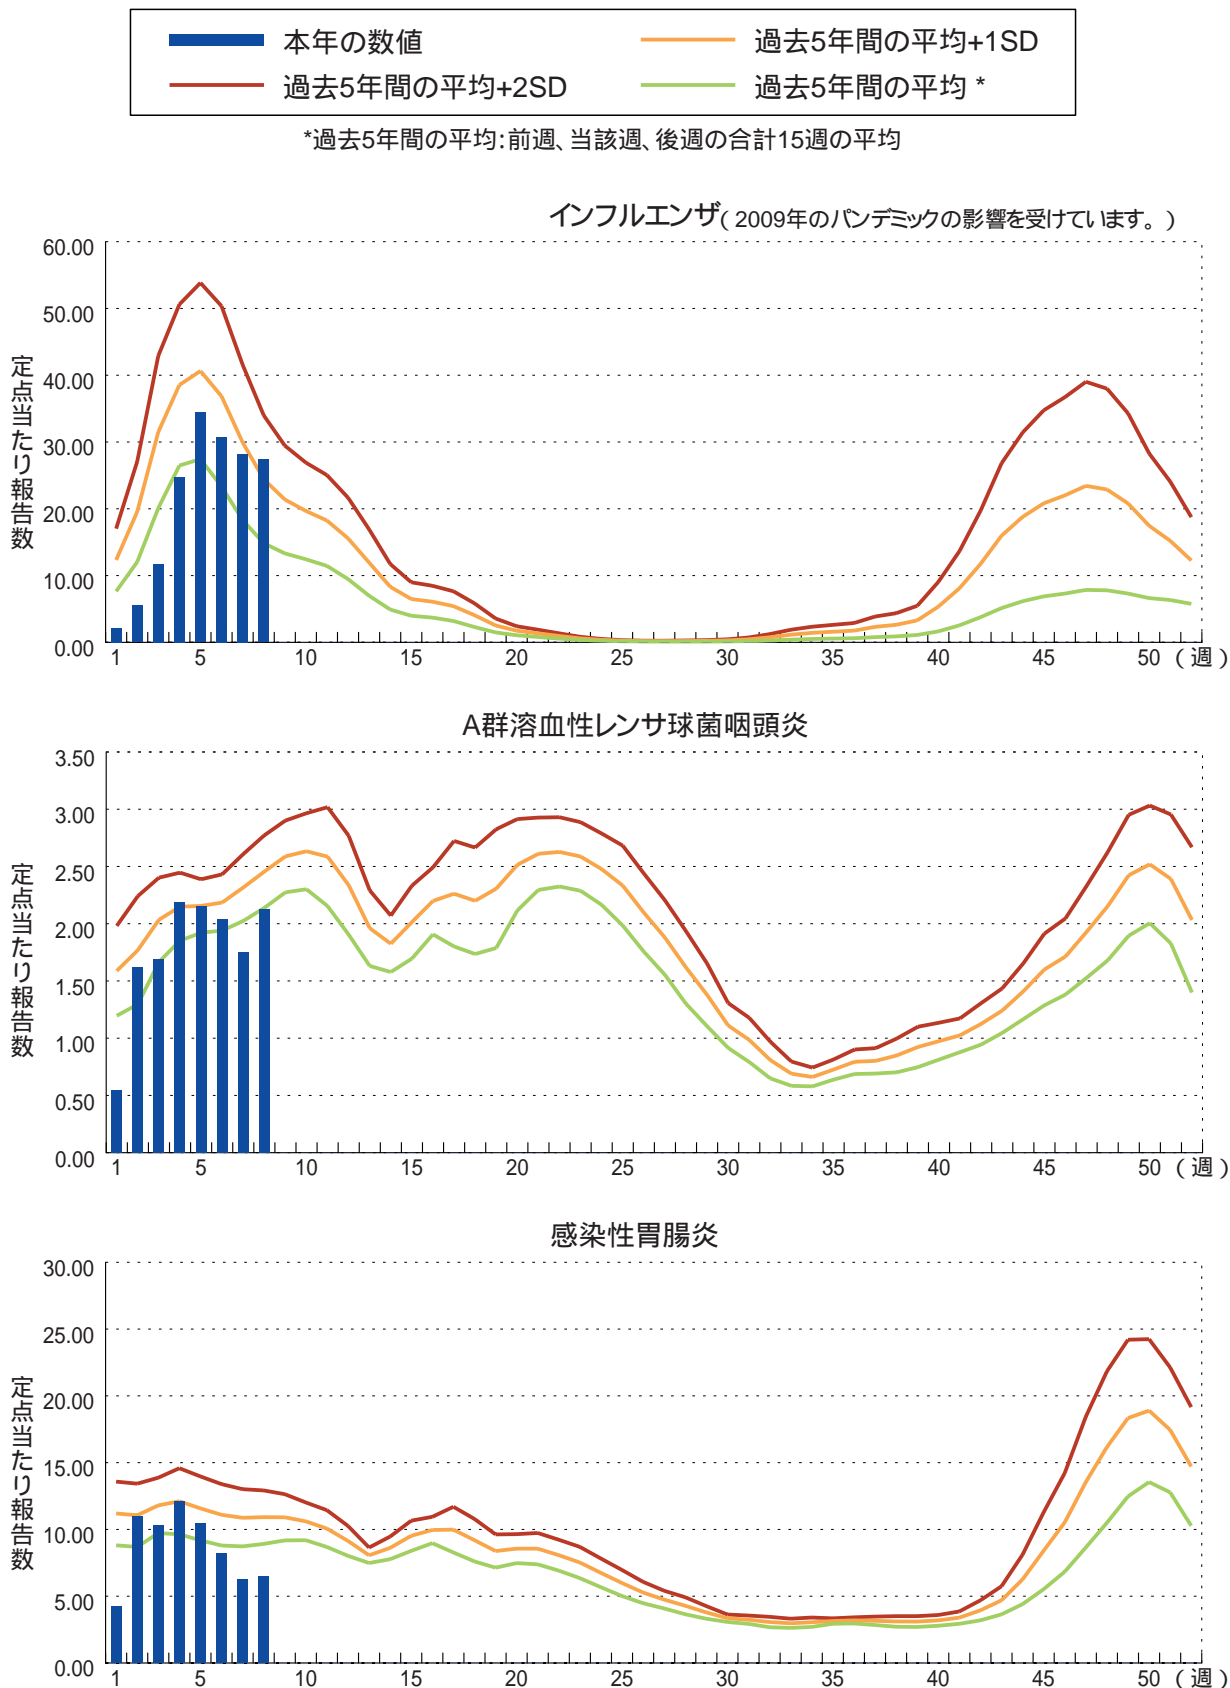 本年の数値
過去5年間の平均+1SD
過去5年間の平均+2SD
過去5年間の平均 *
*過去5年間の平均:前週、当該週、後週の合計15週の平均
インフルエンザ( 2009年のパンデミックの影響を受けています。 )
定点当たり報告数
60.00
50.00
40.00
30.00
20.00
10.00
0.00
1 5 10 15 20 25 30 35 40 45 50 (週)
A群溶血性レンサ球菌咽頭炎
定点当たり報告数
3.50
3.00
2.50
2.00
1.50
1.00
0.50
0.00
1 5 10 15 20 25 30 35 40 45 50 (週)
感染性胃腸炎
定点当たり報告数
30.00
25.00
20.00
15.00
10.00
5.00
0.00
1 5 10 15 20 25 30 35 40 45 50 (週)